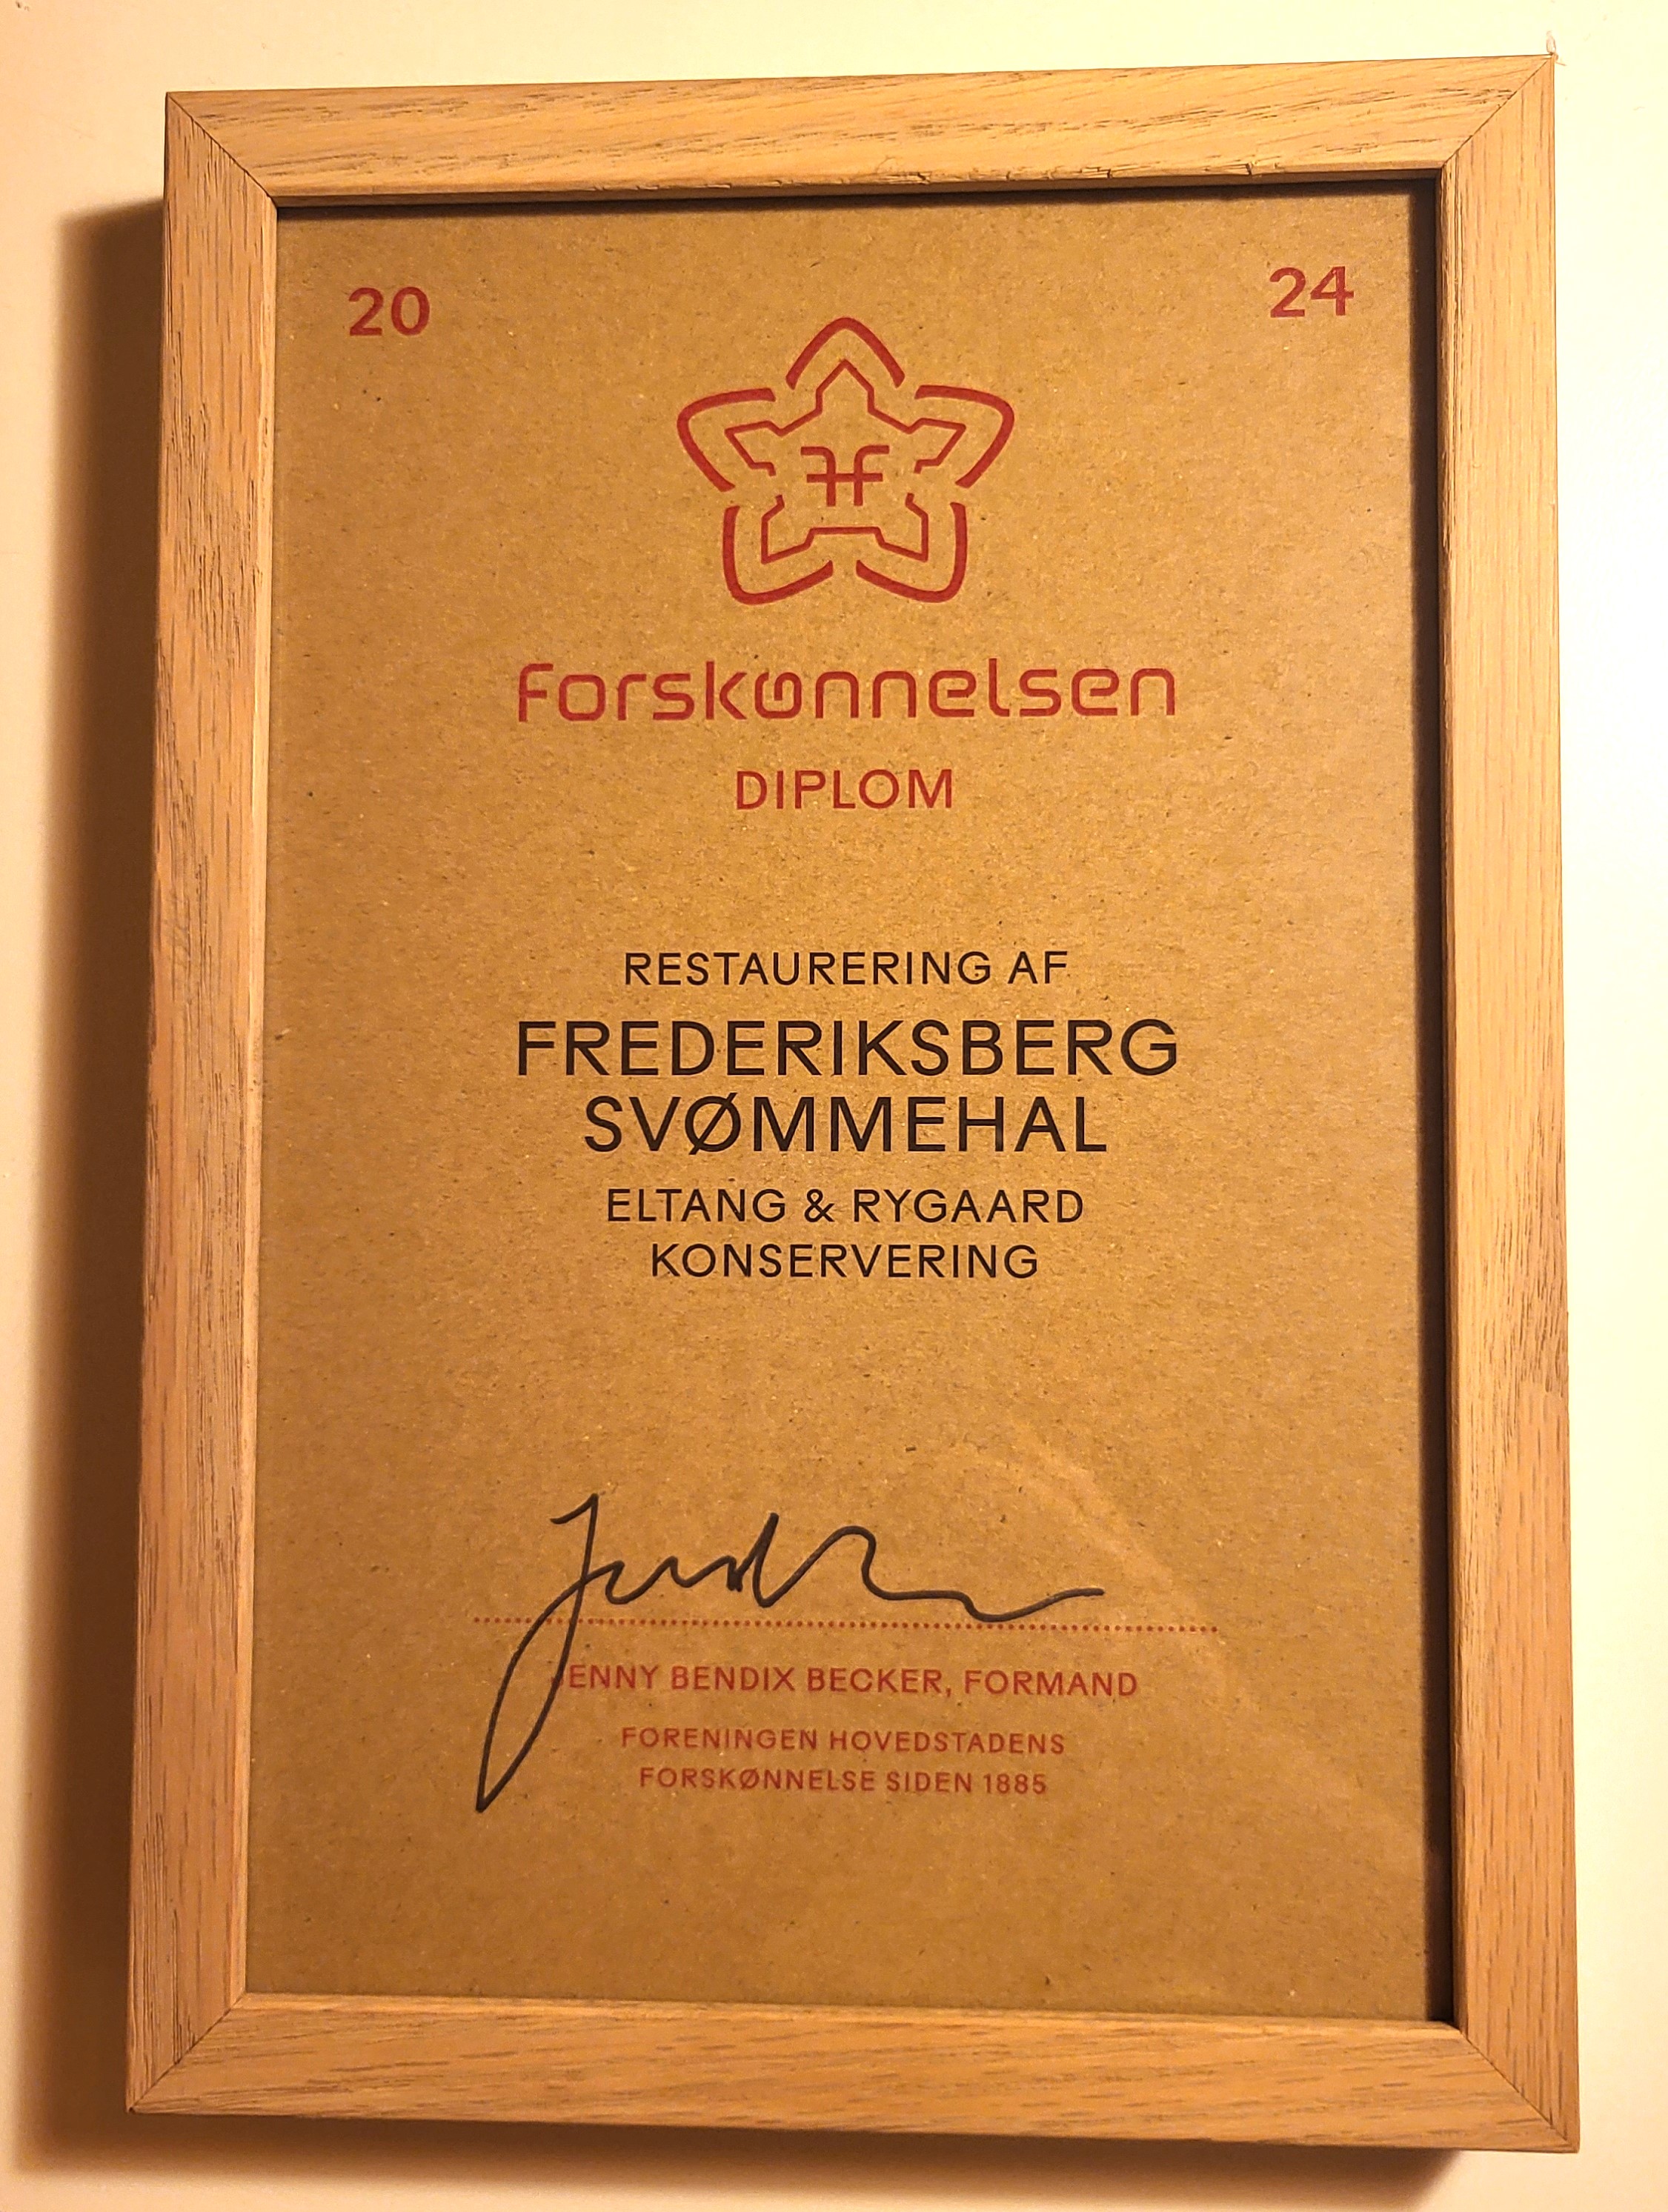 20 24
forskønnelsen
DIPLOM
RESTAURERING AF
FREDERIKSBERG
SVØMMEHAL
ELTANG & RYGAARD
KONSERVERING
JENNY BENDIX BECKER, FORMAND
FORENINGEN HOVEDSTADENS
FORSKØNNELSE SIDEN 1885